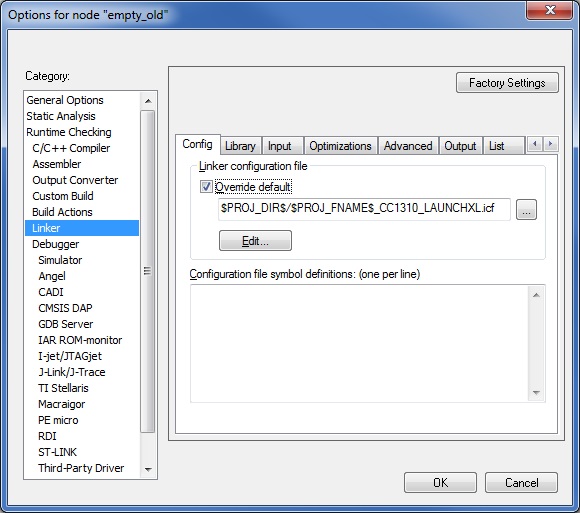 Options for node "empty_old"
Category:
General Options
Static Analysis
Runtime Checking
C/C++ Compiler
Assembler
Output Converter
Custom Build
Build Actions
Linker
Debugger
Simulator
Angel
CADI
CMSIS DAP
GDB Server
IAR ROM-monitor
I-jet/JTAGjet
J-Link/J-Trace
TI Stellaris
Macraigor
PE micro
RDI
ST-LINK
Third-Party Driver
Factory Settings
Config Library Input Optimizations Advanced Output List
Linker configuration file
Override default
$PROJ_DIR$/$PROJ_FNAME$_CC1310_LAUNCHXL.icf ...
Edit...
Configuration file symbol definitions: (one per line)
OK Cancel